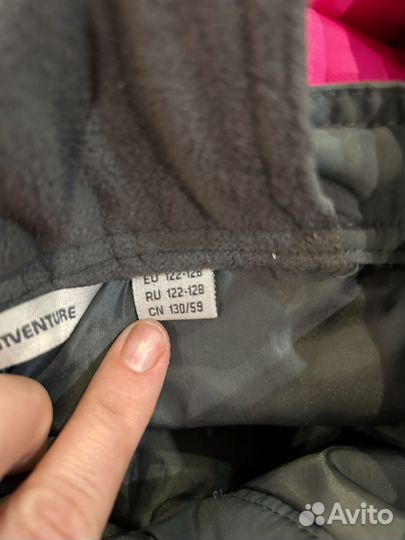 EU 122-128
RU 122-128
CN 130/59
TVENTURE
Avito